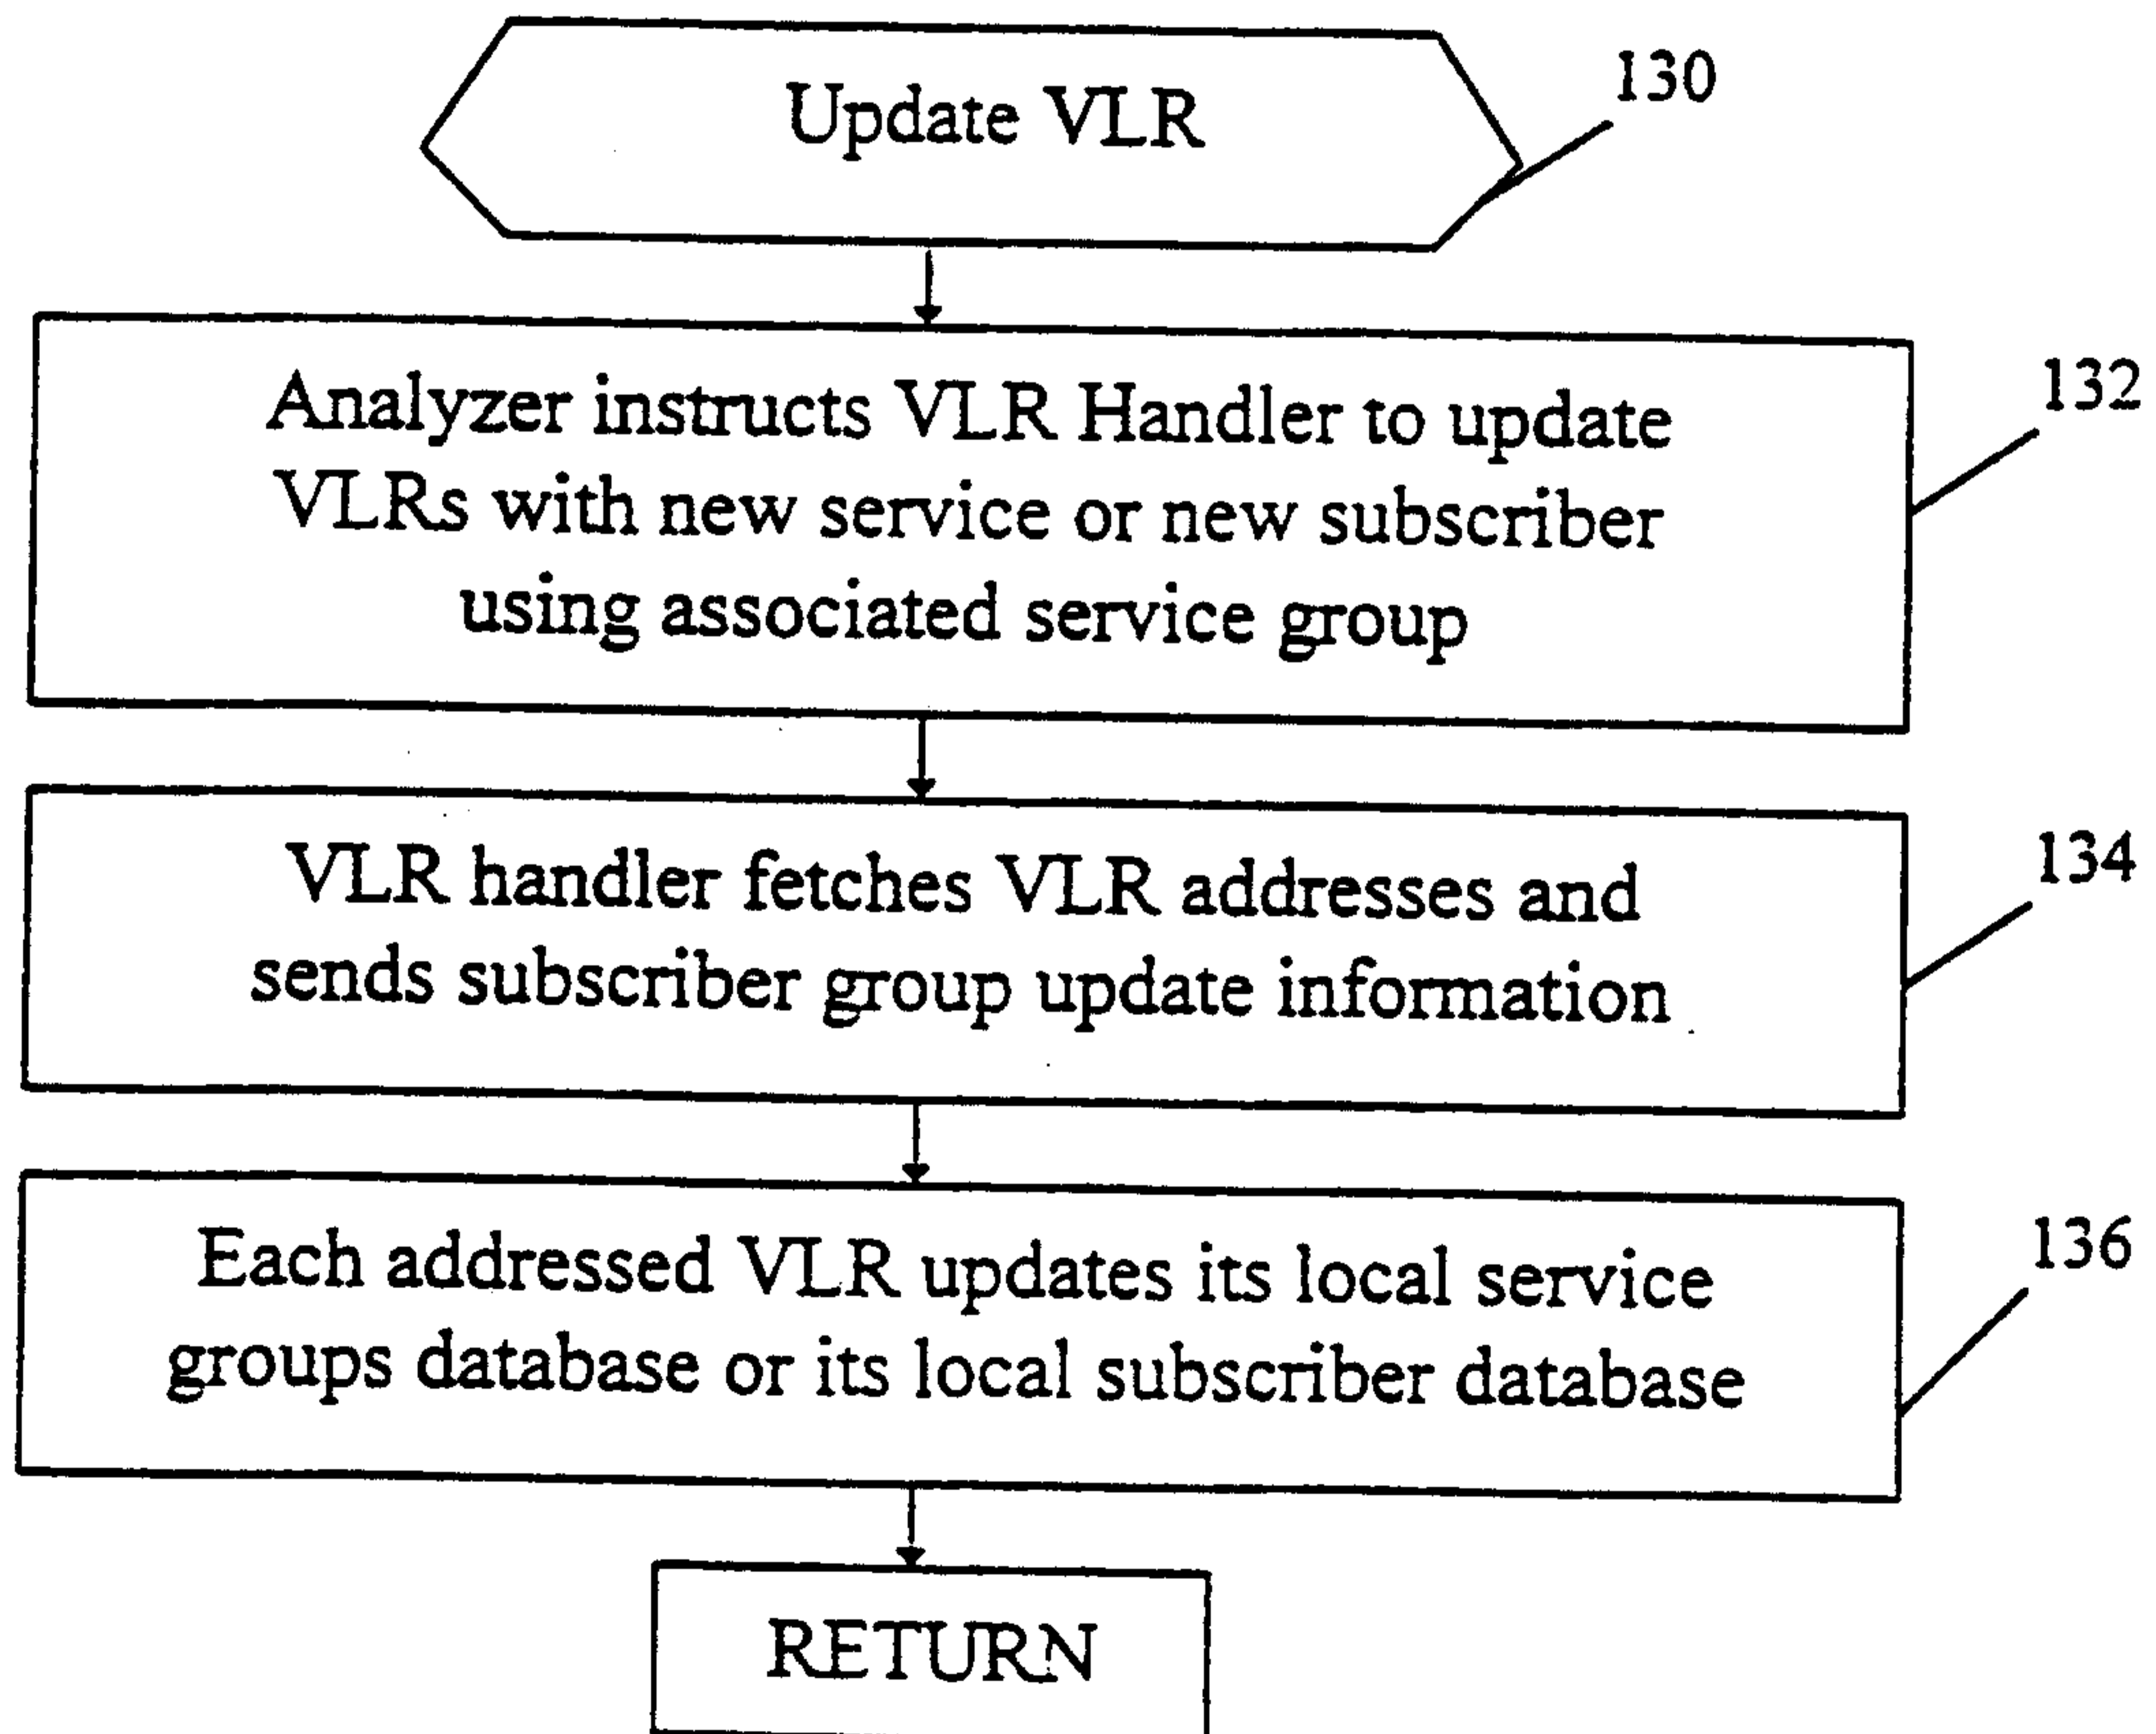 Update VLR
130
Analyzer instructs VLR Handler to update
VLRs with new service or new subscriber
using associated service group
132
VLR handler fetches VLR addresses and
sends subscriber group update information
134
Each addressed VLR updates its local service
groups database or its local subscriber database
136
RETURN